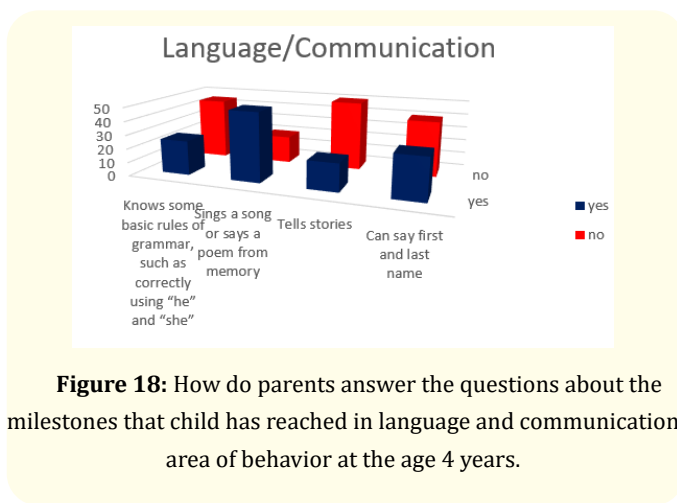 Language/Communication
50
40
30
20
10
0
no
yes
Knows some
basic rules of
grammar,
such as
correctly
using “he”
and “she”
Sings a song
or says a
poem from
memory
Tells stories
Can say first
and last
name
yes
no
Figure 18: How do parents answer the questions about the
milestones that child has reached in language and communication
area of behavior at the age 4 years.